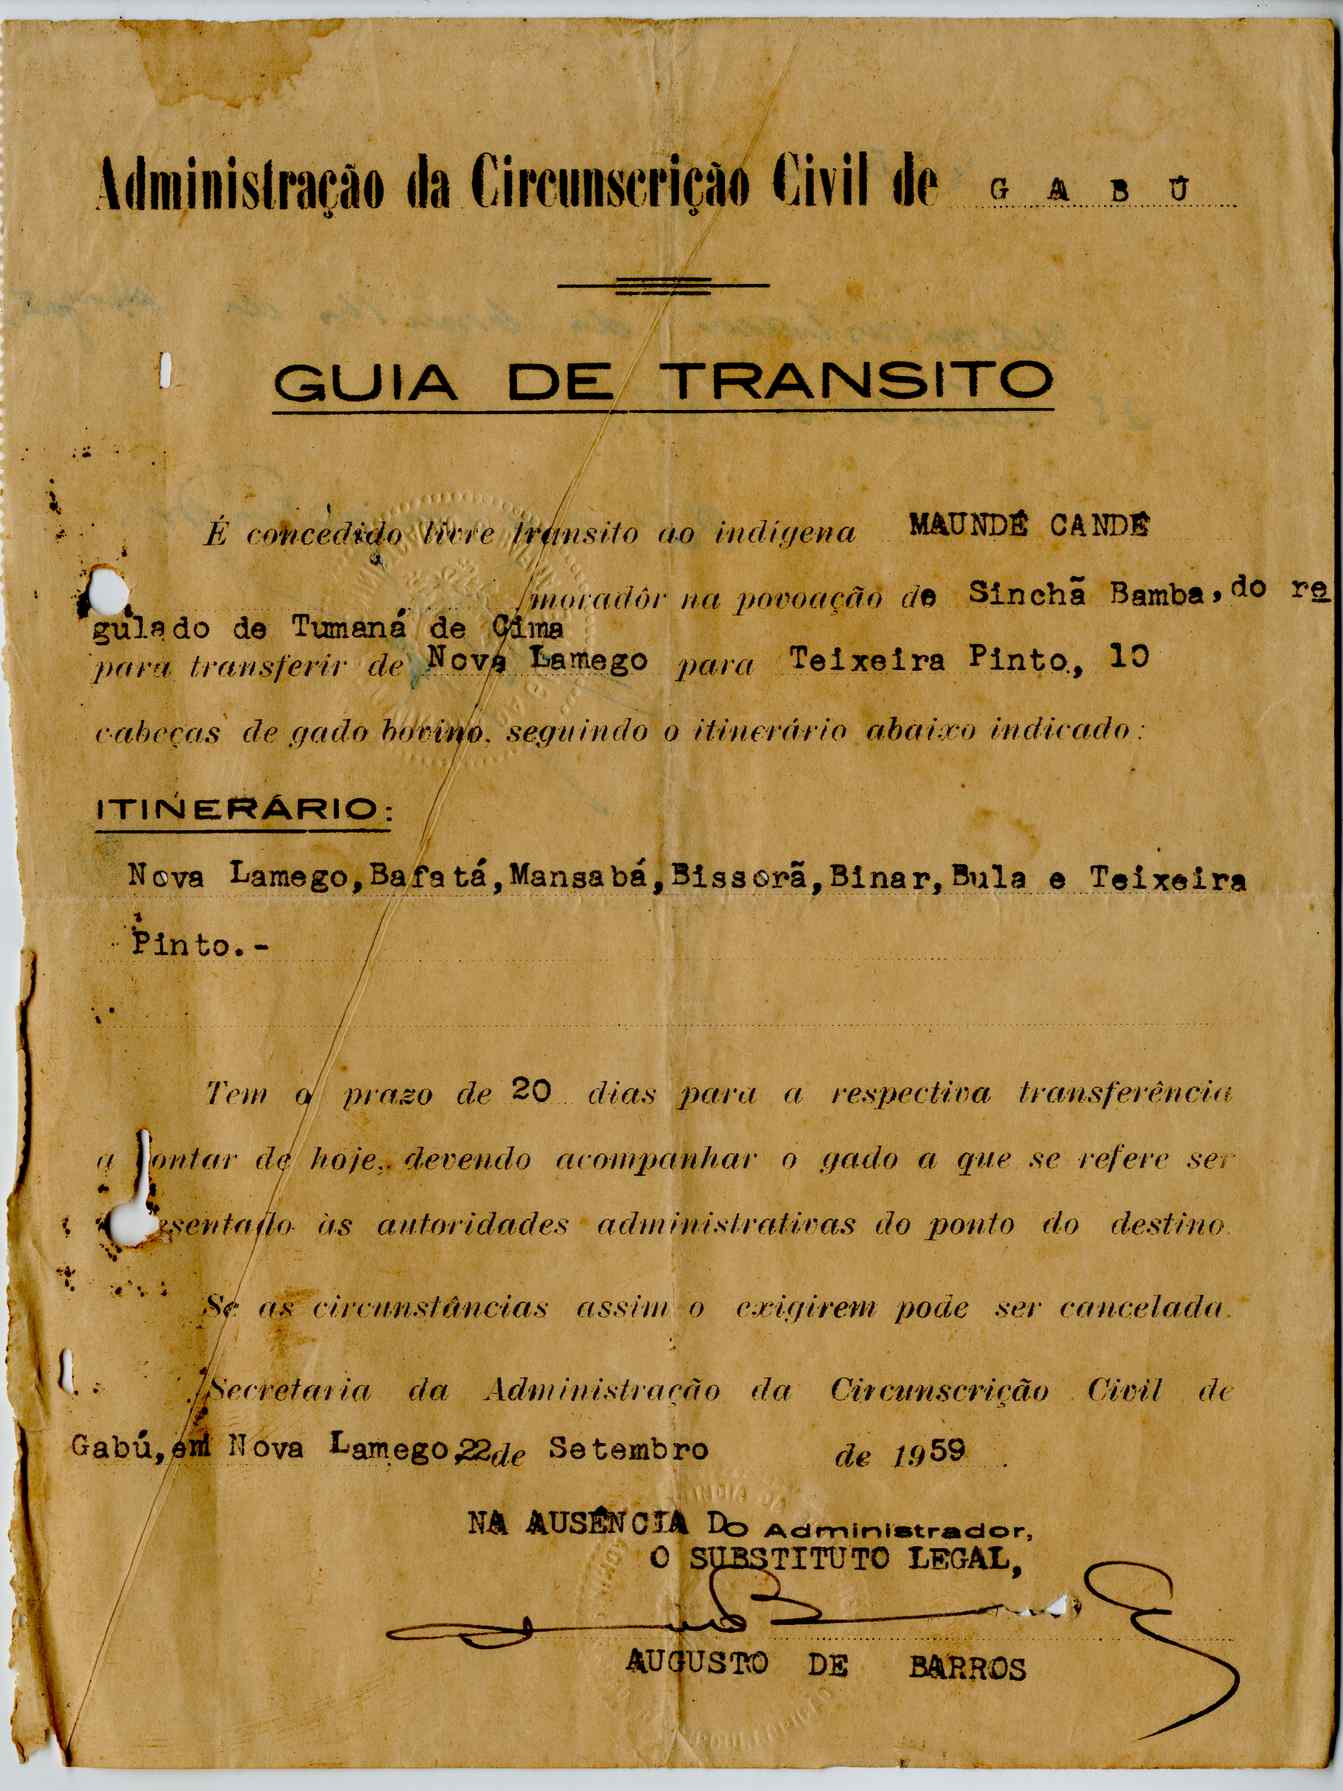 Administração da Circunscrição Civil de G A B Ú
GUIA DE TRANSITO
É concedido livre trânsito ao indígena MAUNDÉ CANDÉ
moradôr na povoação de Sinchã Bamba, do re
gulado de Tumaná de Cima
para transferir de Nova Lamego para Teixeira Pinto, 10
cabeças de gado bovino, seguindo o itinerário abaixo indicado:
ITINERÁRIO:
Nova Lamego, Bafatá, Mansabá, Bissorã, Binar, Bula e Teixeira
Pinto.-
Tem o prazo de 20 dias para a respectiva transferência
a contar de hoje, devendo acompanhar o gado a que se refere ser
esentado às autoridades administrativas do ponto do destino.
Se as circunstâncias assim o exigirem pode ser cancelada.
Secretaria da Administração da Circunscrição Civil de
Gabú, em Nova Lamego, 22 de Setembro de 1959
NA AUSÊNCIA Do Administrador,
O SUBSTITUTO LEGAL,
AUGUSTO DE BARROS